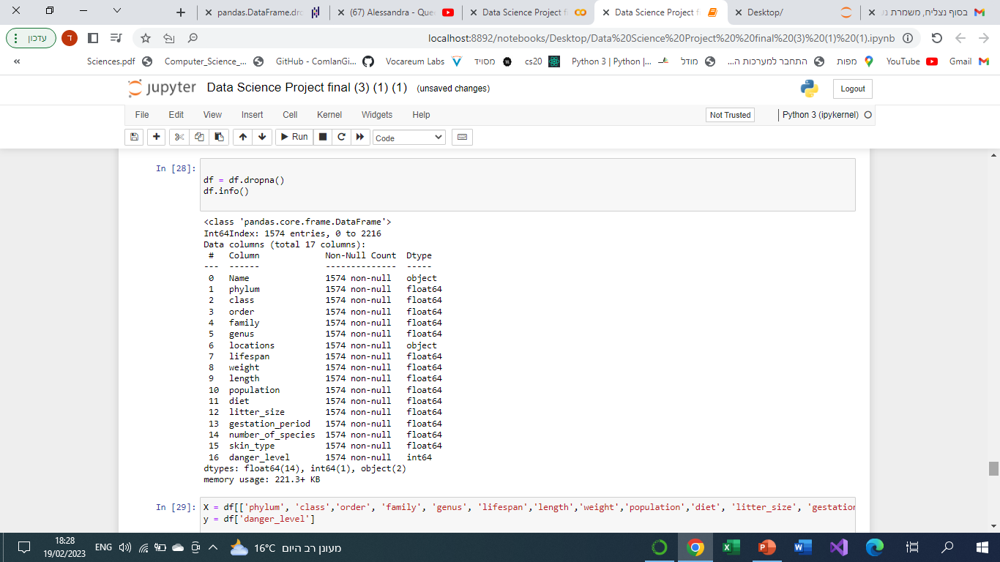 pandas.DataFrame.dro
(67) Alessandra - Que
Data Science Project f
Data Science Project f
Desktop/
בסוף נצליח, משמרת
עדכון
ד
localhost:8892/notebooks/Desktop/Data%20Science%20Project%20%20final%20(3)%20(1)%20(1).ipynb
«
Sciences.pdf
Computer_Science_...
GitHub - ComlanGi...
Vocareum Labs
מסויד
cs20
Python 3 | Python |...
מודל
התחבר למערכות ה...
מפות
YouTube
Gmail
jupyter Data Science Project final (3) (1) (1) (unsaved changes)
Logout
File Edit View Insert Cell Kernel Widgets Help
Not Trusted
Python 3 (ipykernel)
Run
Code
In [28]:
df = df.dropna()
df.info()
<class 'pandas.core.frame.DataFrame'>
Int64Index: 1574 entries, 0 to 2216
Data columns (total 17 columns):
# Column Non-Null Count Dtype
--- ------ -------------- -----
0 Name 1574 non-null object
1 phylum 1574 non-null float64
2 class 1574 non-null float64
3 order 1574 non-null float64
4 family 1574 non-null float64
5 genus 1574 non-null float64
6 locations 1574 non-null object
7 lifespan 1574 non-null float64
8 weight 1574 non-null float64
9 length 1574 non-null float64
10 population 1574 non-null float64
11 diet 1574 non-null float64
12 litter_size 1574 non-null float64
13 gestation_period 1574 non-null float64
14 number_of_species 1574 non-null float64
15 skin_type 1574 non-null float64
16 danger_level 1574 non-null int64
dtypes: float64(14), int64(1), object(2)
memory usage: 221.3+ KB
In [29]:
X = df[['phylum', 'class','order', 'family', 'genus', 'lifespan','length','weight','population','diet', 'litter_size', 'gestation
y = df['danger_level']
18:28
19/02/2023
ENG
16°C מעונן רב היום